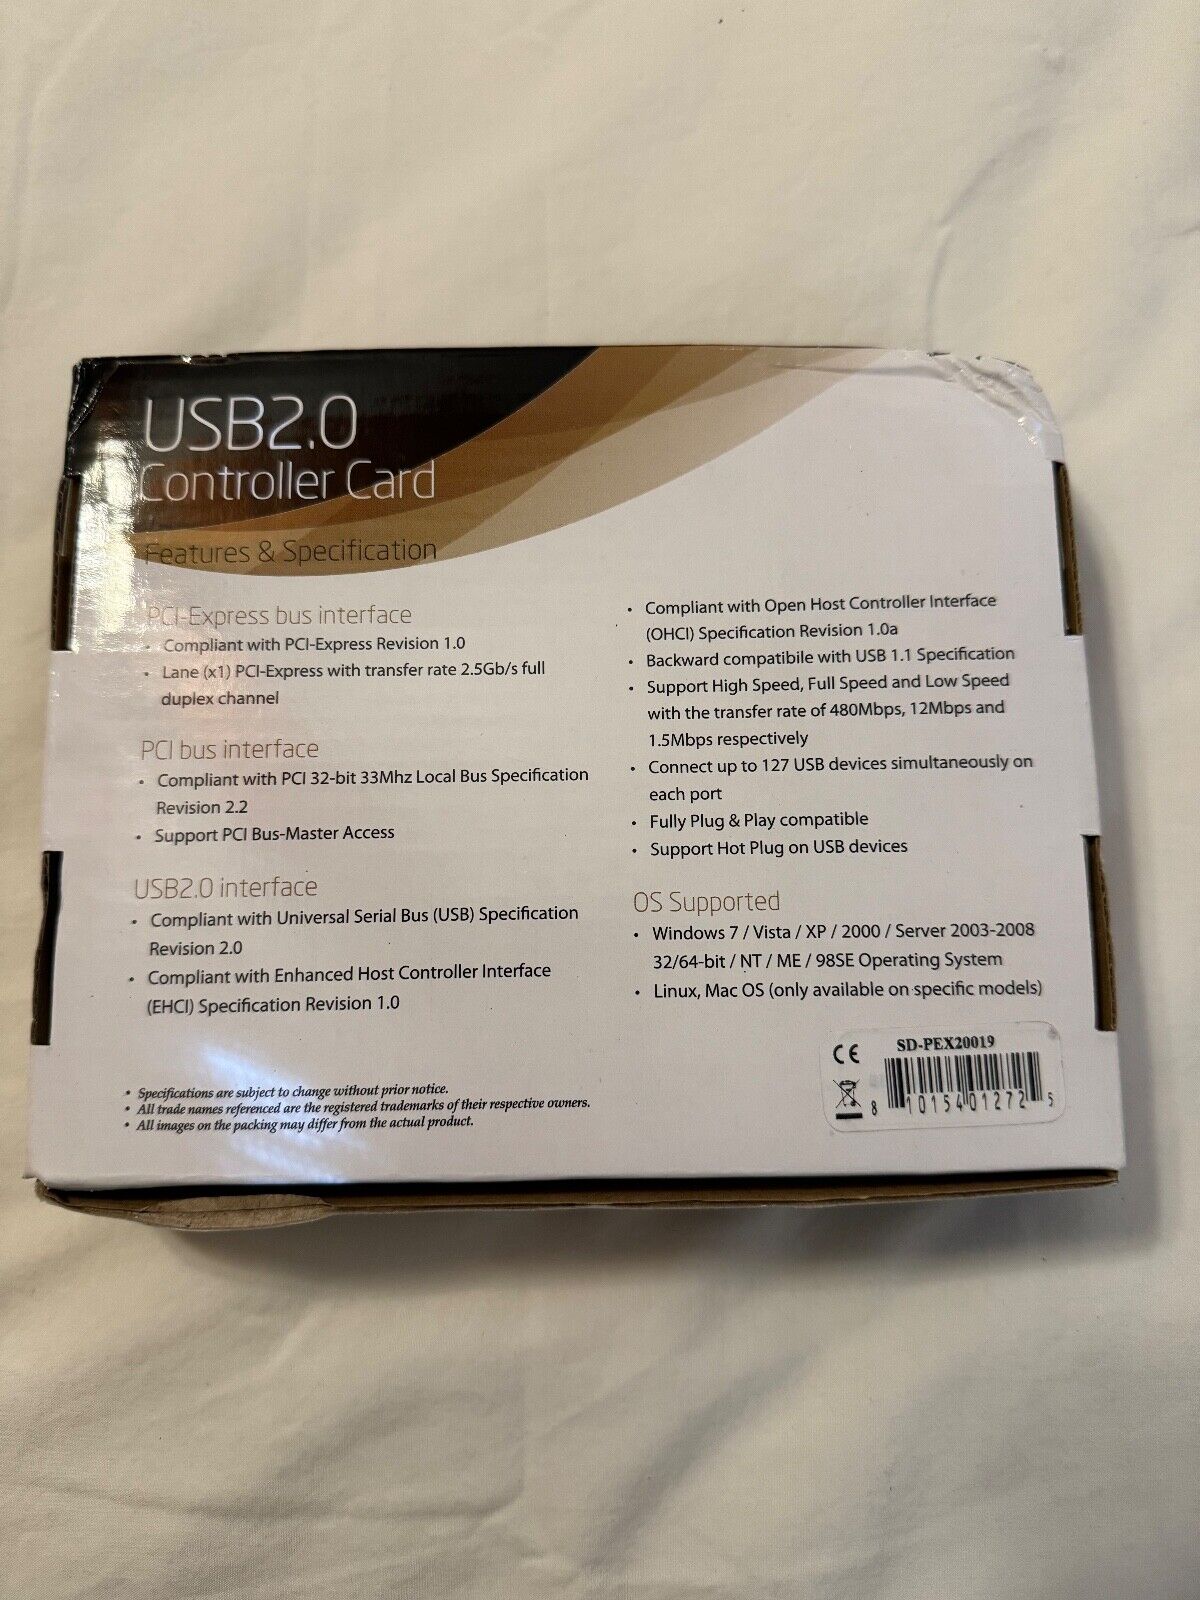 USB2.0
Controller Card
Features & Specification
PCI-Express bus interface
• Compliant with PCI-Express Revision 1.0
• Lane (x1) PCI-Express with transfer rate 2.5Gb/s full
duplex channel
PCI bus interface
• Compliant with PCI 32-bit 33Mhz Local Bus Specification
Revision 2.2
• Support PCI Bus-Master Access
USB2.0 interface
• Compliant with Universal Serial Bus (USB) Specification
Revision 2.0
• Compliant with Enhanced Host Controller Interface
(EHCI) Specification Revision 1.0
• Compliant with Open Host Controller Interface
(OHCI) Specification Revision 1.0a
• Backward compatibile with USB 1.1 Specification
• Support High Speed, Full Speed and Low Speed
with the transfer rate of 480Mbps, 12Mbps and
1.5Mbps respectively
• Connect up to 127 USB devices simultaneously on
each port
• Fully Plug & Play compatible
• Support Hot Plug on USB devices
OS Supported
• Windows 7 / Vista / XP / 2000 / Server 2003-2008
32/64-bit / NT / ME / 98SE Operating System
• Linux, Mac OS (only available on specific models)
• Specifications are subject to change without prior notice.
• All trade names referenced are the registered trademarks of their respective owners.
• All images on the packing may differ from the actual product.
CE
SD-PEX20019
8 10154 01272 5